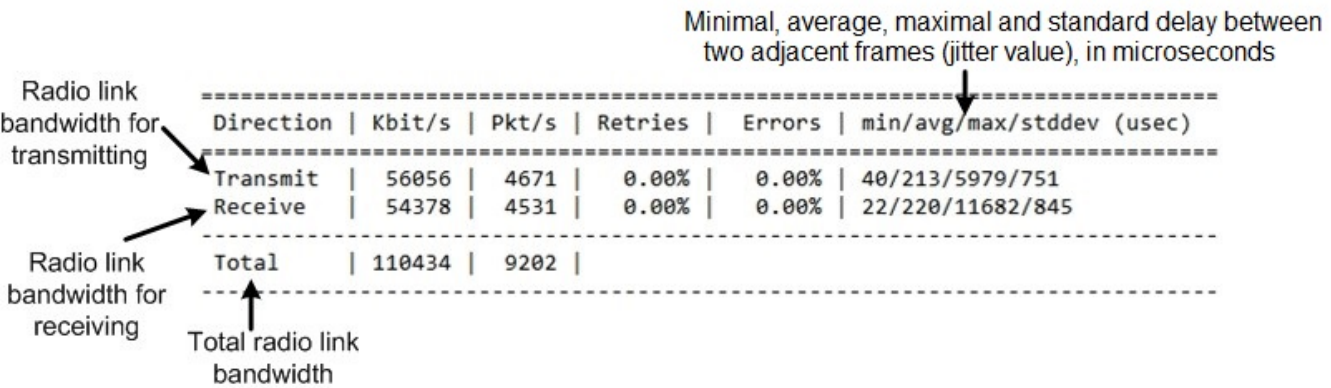 Minimal, average, maximal and standard delay between
two adjacent frames (jitter value), in microseconds
Radio link
bandwidth for
transmitting
================================================================================
Direction | Kbit/s | Pkt/s | Retries | Errors | min/avg/max/stddev (usec)
================================================================================
Transmit | 56056 | 4671 | 0.00% | 0.00% | 40/213/5979/751
Receive | 54378 | 4531 | 0.00% | 0.00% | 22/220/11682/845
--------------------------------------------------------------------------------
Total | 110434 | 9202 |
--------------------------------------------------------------------------------
Radio link
bandwidth for
receiving
Total radio link
bandwidth